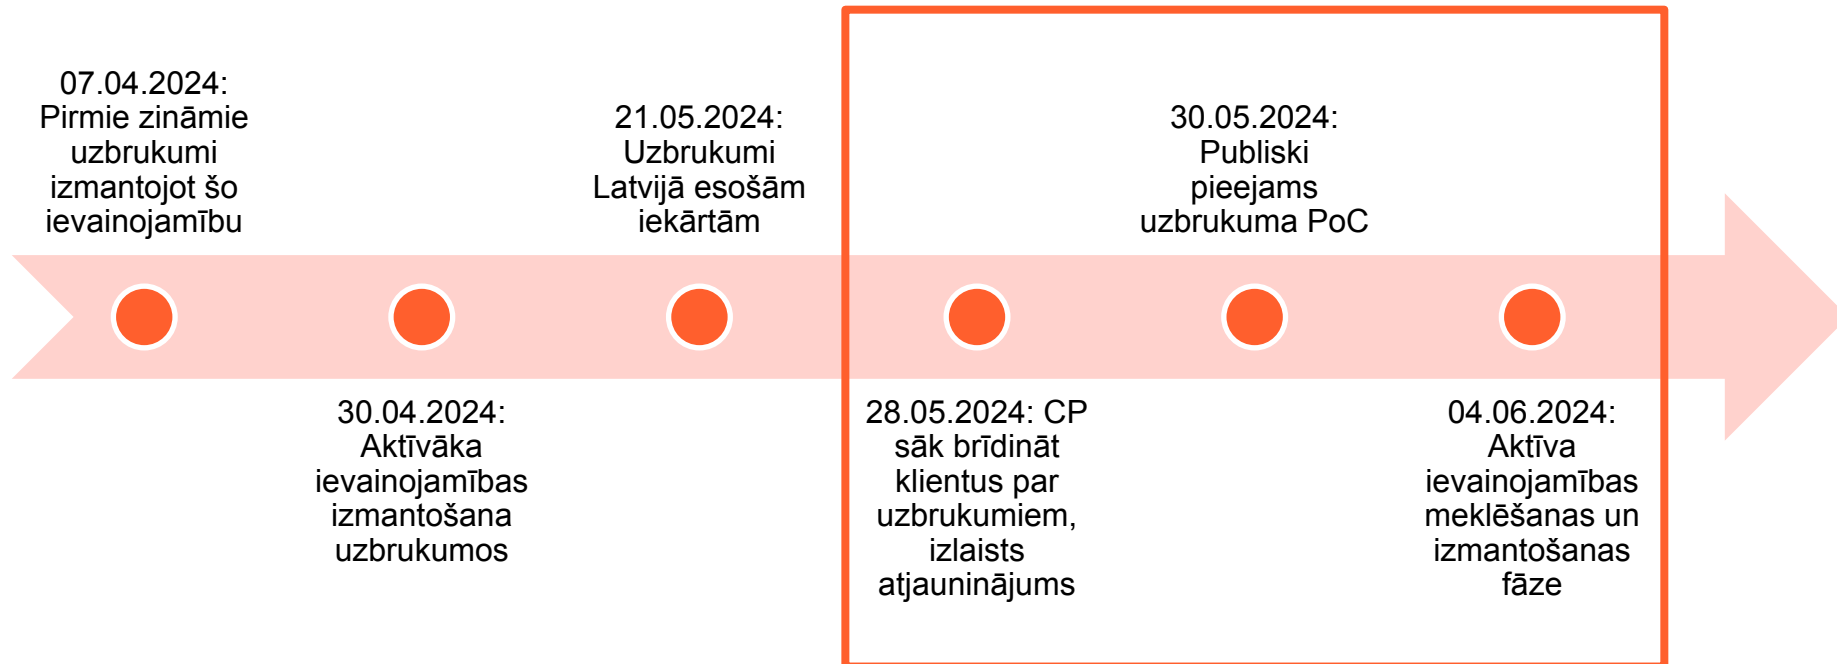 07.04.2024:
Pirmie zināmie
uzbrukumi
izmantojot šo
ievainojamību
30.04.2024:
Aktīvāka
ievainojamības
izmantošana
uzbrukumos
21.05.2024:
Uzbrukumi
Latvijā esošām
iekārtām
28.05.2024: CP
sāk brīdināt
klientus par
uzbrukumiem,
izlaists
atjauninājums
30.05.2024:
Publiski
pieejams
uzbrukuma PoC
04.06.2024:
Aktīva
ievainojamības
meklēšanas un
izmantošanas
fāze